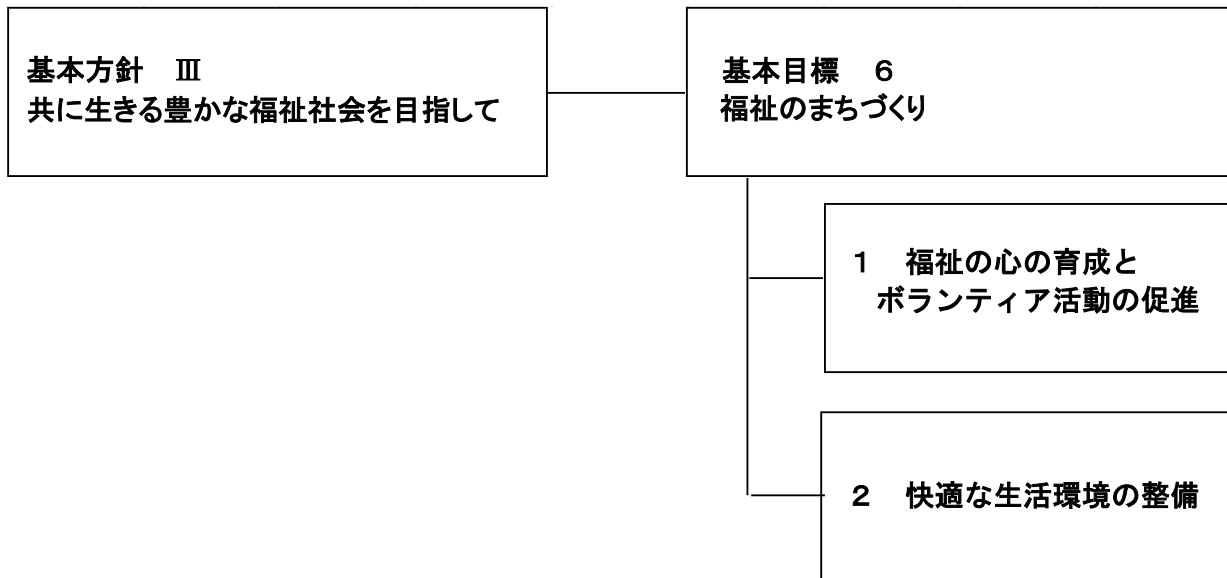 基本方針　Ⅲ
共に生きる豊かな福祉社会を目指して
基本目標　６
福祉のまちづくり
１　福祉の心の育成と
ボランティア活動の促進
２　快適な生活環境の整備